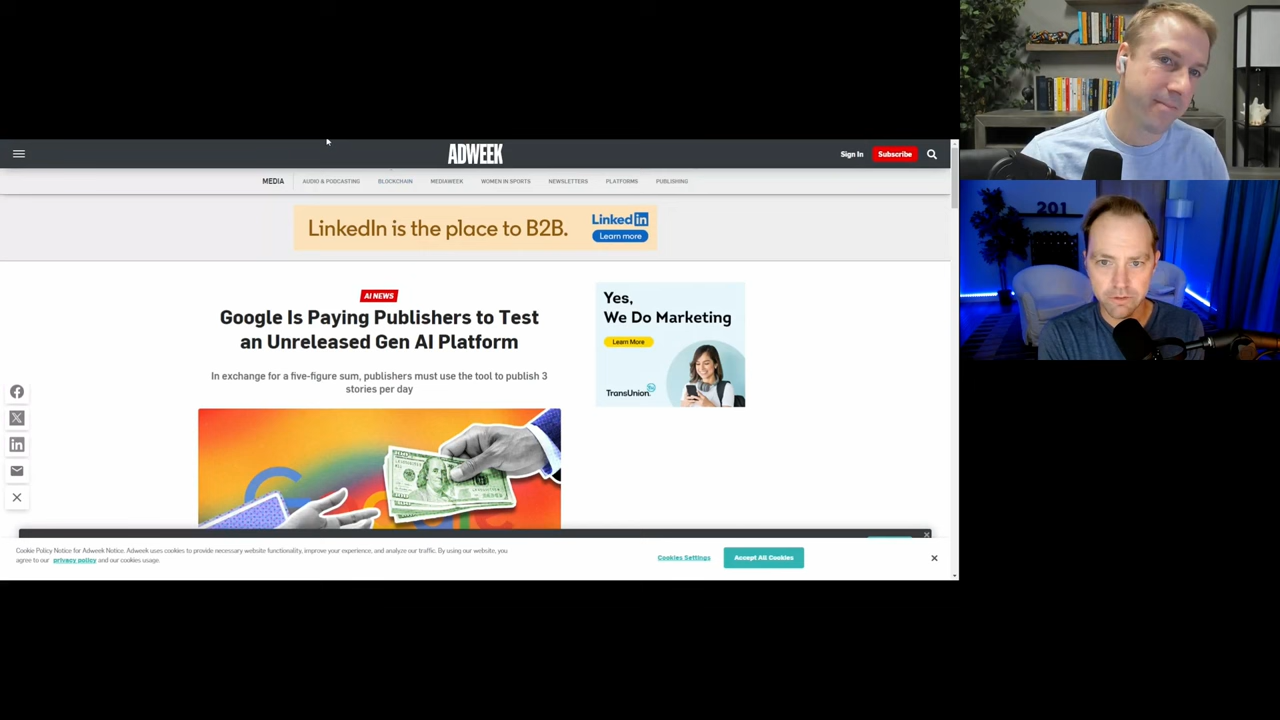 ADWEEK
Sign In
Subscribe
MEDIA
AUDIO & PODCASTING
BLOCKCHAIN
MEDIAWEEK
WOMEN IN SPORTS
NEWSLETTERS
PLATFORMS
PUBLISHING
LinkedIn is the place to B2B.
Linked in
Learn more
AI NEWS
Google Is Paying Publishers to Test
an Unreleased Gen AI Platform
In exchange for a five-figure sum, publishers must use the tool to publish 3
stories per day
Yes,
We Do Marketing
Learn More
TransUnion
tu
Google
201
Cookie Policy Notice for Adweek Notice. Adweek uses cookies to provide necessary website functionality, improve your experience, and analyze our traffic. By using our website, you
agree to our privacy policy and our cookies usage.
Cookies Settings
Accept All Cookies